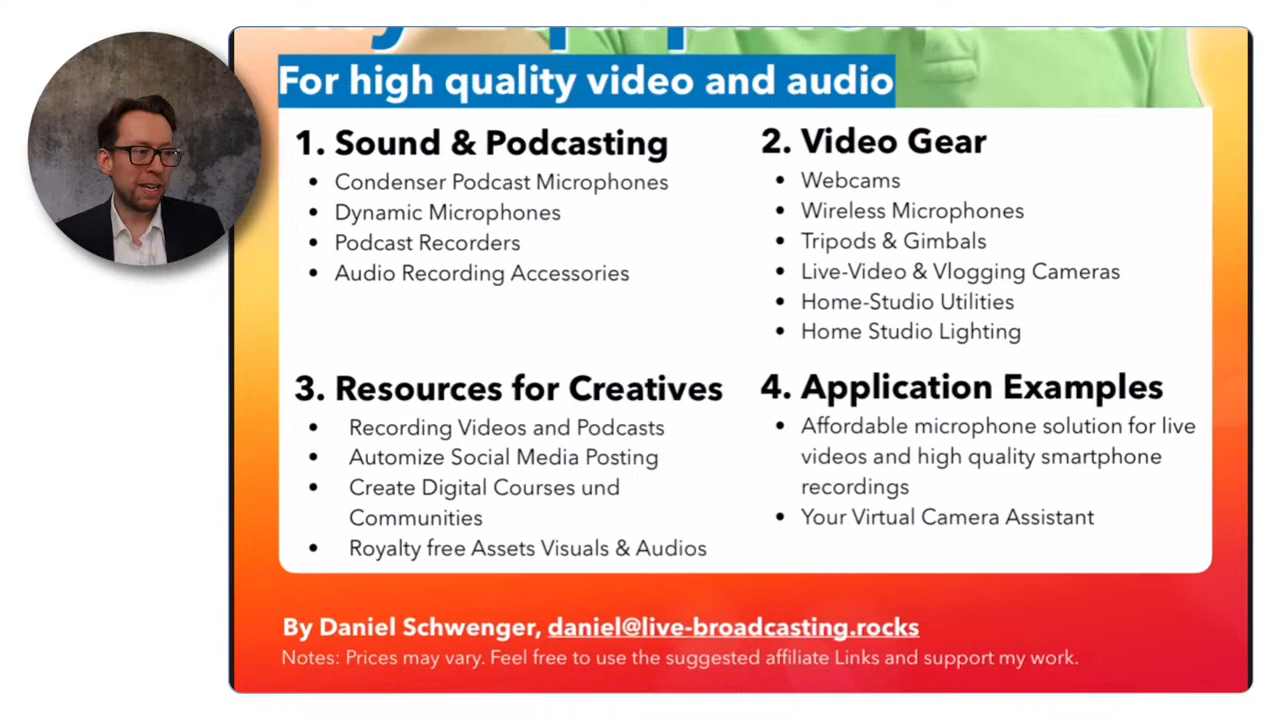 For high quality video and audio
1. Sound & Podcasting
• Condenser Podcast Microphones
• Dynamic Microphones
• Podcast Recorders
• Audio Recording Accessories
2. Video Gear
• Webcams
• Wireless Microphones
• Tripods & Gimbals
• Live-Video & Vlogging Cameras
• Home-Studio Utilities
• Home Studio Lighting
3. Resources for Creatives
• Recording Videos and Podcasts
• Automize Social Media Posting
• Create Digital Courses und
Communities
• Royalty free Assets Visuals & Audios
4. Application Examples
• Affordable microphone solution for live
videos and high quality smartphone
recordings
• Your Virtual Camera Assistant
By Daniel Schwenger, daniel@live-broadcasting.rocks
Notes: Prices may vary. Feel free to use the suggested affiliate Links and support my work.